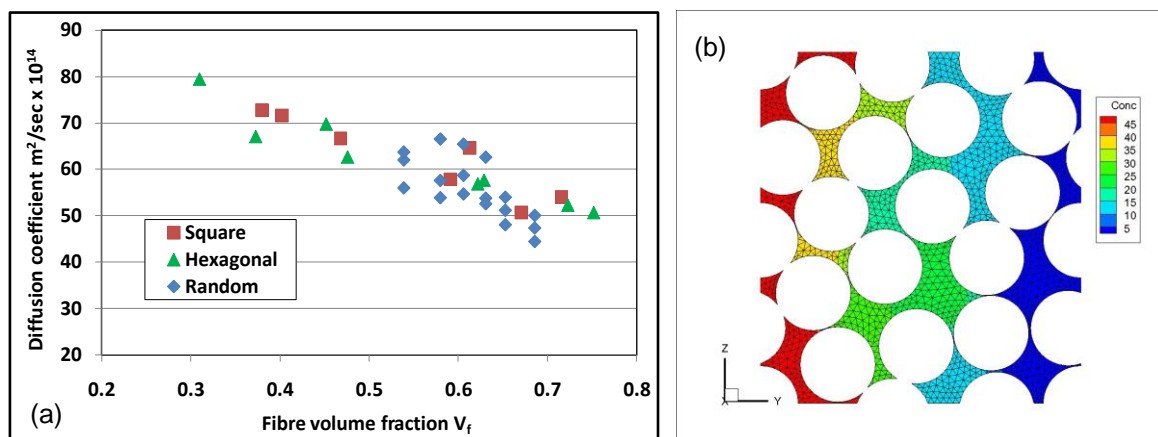 90
80
70
60
50
40
30
20
0.2 0.3 0.4 0.5 0.6 0.7 0.8
Diffusion coefficient m²/sec x 10¹⁴
Fibre volume fraction Vf
Square
Hexagonal
Random
(a)
(b)
Conc
45
40
35
30
25
20
15
10
5
Z
X Y